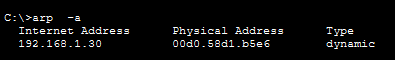 C:\>arp -a
Internet Address Physical Address Type
192.168.1.30 00d0.58d1.b5e6 dynamic